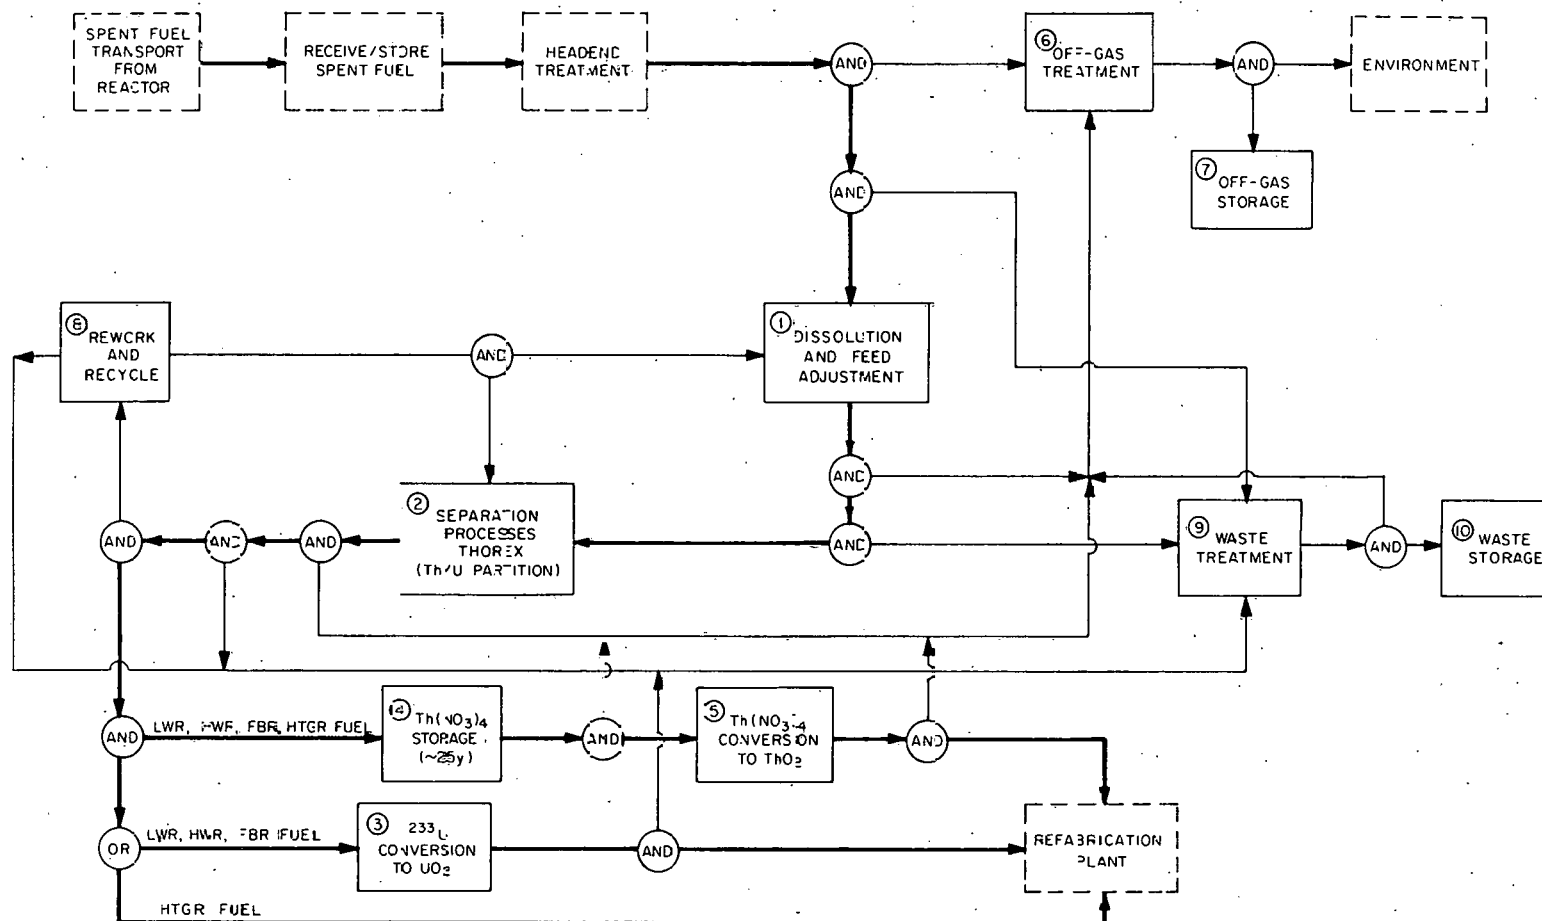 SPENT FUEL
TRANSPORT
FROM
REACTOR
RECEIVE/STORE
SPENT FUEL
HEADEND
TREATMENT
AND
6
OFF-GAS
TREATMENT
AND
ENVIRONMENT
AND
7
OFF-GAS
STORAGE
8
REWORK
AND
RECYCLE
AND
1
DISSOLUTION
AND FEED
ADJUSTMENT
AND
2
SEPARATION
PROCESSES
THOREX
(Th/U PARTITION)
AND
AND
AND
AND
9
WASTE
TREATMENT
AND
10
WASTE
STORAGE
AND
LWR, HWR, FBR, HTGR FUEL
14
Th(NO3)4
STORAGE
(~25y)
AND
5
Th(NO3)4
CONVERSION
TO ThO2
AND
OR
LWR, HWR, FBR FUEL
3
233U
CONVERSION
TO UO2
AND
REFABRICATION
PLANT
HTGR FUEL